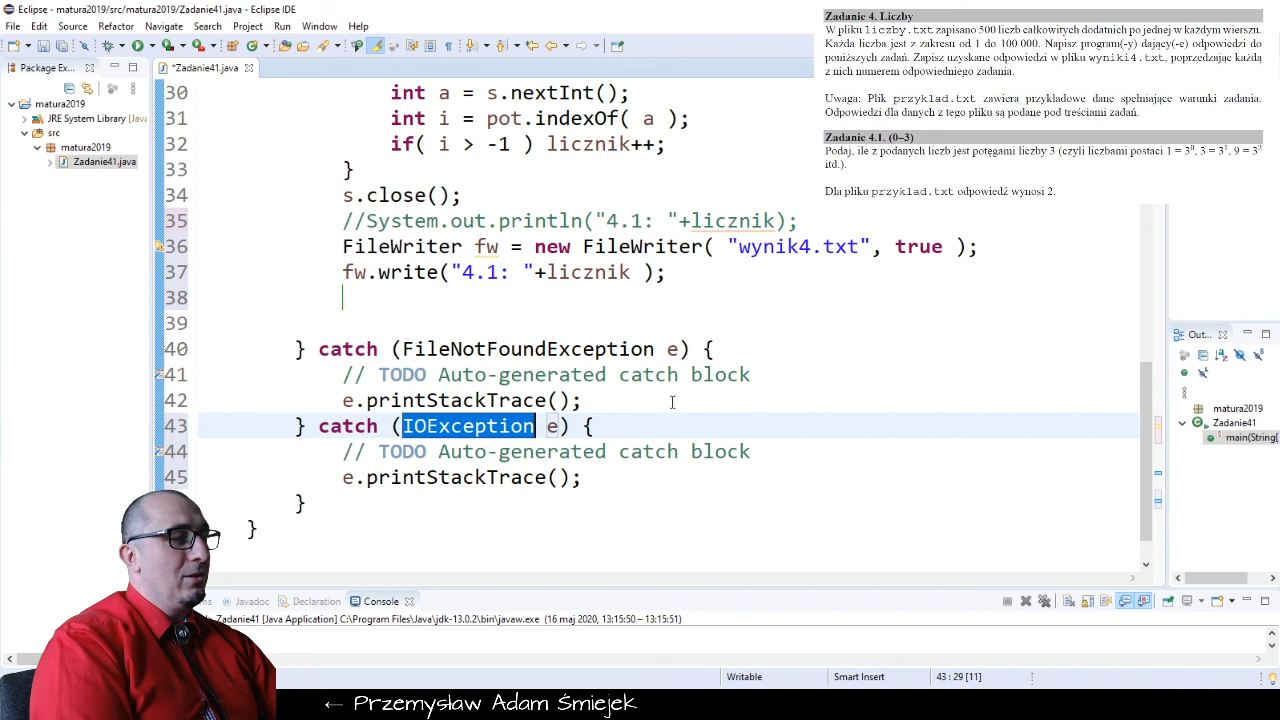 Eclipse - matura2019/src/matura2019/Zadanie41.java - Eclipse IDE
File Edit Source Refactor Navigate Search Project Run Window Help
Package Ex...
*Zadanie41.java
matura2019
JRE System Library [Java
src
matura2019
Zadanie41.java
30 int a = s.nextInt();
31 int i = pot.indexOf( a );
32 if( i > -1 ) licznik++;
33 }
34 s.close();
35 //System.out.println("4.1: "+licznik);
36 FileWriter fw = new FileWriter( "wynik4.txt", true );
37 fw.write("4.1: "+licznik );
38
39
40 } catch (FileNotFoundException e) {
41 // TODO Auto-generated catch block
42 e.printStackTrace();
43 } catch (IOException e) {
44 // TODO Auto-generated catch block
45 e.printStackTrace();
}
}
Zadanie 4. Liczby
W pliku liczby.txt zapisano 500 liczb całkowitych dodatnich po jednej w każdym wierszu.
Każda liczba jest z zakresu od 1 do 100 000. Napisz program(-y) dający(-e) odpowiedzi do
poniższych zadań. Zapisz uzyskane odpowiedzi w pliku wyniki4.txt, poprzedzając każdą
z nich numerem odpowiedniego zadania.
Uwaga: Plik przyklad.txt zawiera przykładowe dane spełniające warunki zadania.
Odpowiedzi dla danych z tego pliku są podane pod treściami zadań.
Zadanie 4.1. (0–3)
Podaj, ile z podanych liczb jest potęgami liczby 3 (czyli liczbami postaci 1 = 3⁰, 3 = 3¹, 9 = 3²
itd.).
Dla pliku przyklad.txt odpowiedź wynosi 2.
Out...
matura2019
Zadanie41
main(String[
Javadoc Declaration Console
Zadanie41 [Java Application] C:\Program Files\Java\jdk-13.0.2\bin\javaw.exe (16 maj 2020, 13:15:50 – 13:15:51)
Writable Smart Insert 43 : 29 [11]
← Przemysław Adam Śmiejek